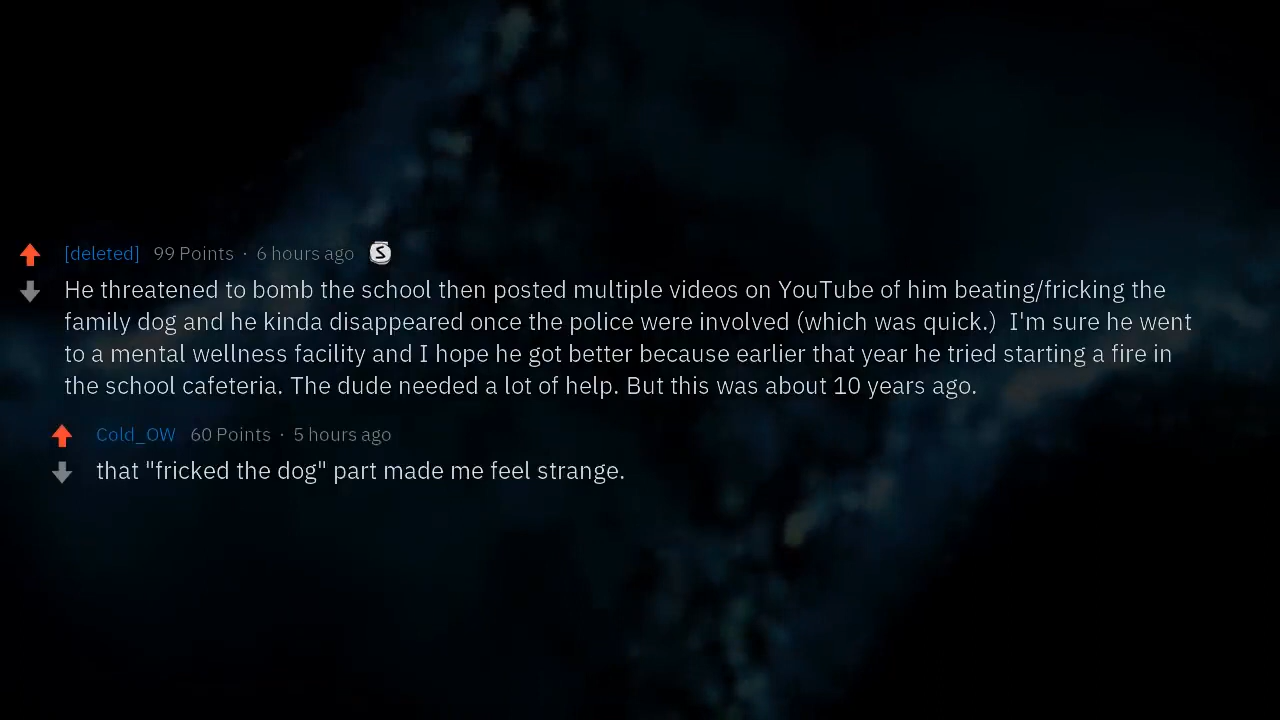 [deleted] 99 Points · 6 hours ago S
He threatened to bomb the school then posted multiple videos on YouTube of him beating/fricking the
family dog and he kinda disappeared once the police were involved (which was quick.)  I'm sure he went
to a mental wellness facility and I hope he got better because earlier that year he tried starting a fire in
the school cafeteria. The dude needed a lot of help. But this was about 10 years ago.
Cold_OW 60 Points · 5 hours ago
that "fricked the dog" part made me feel strange.